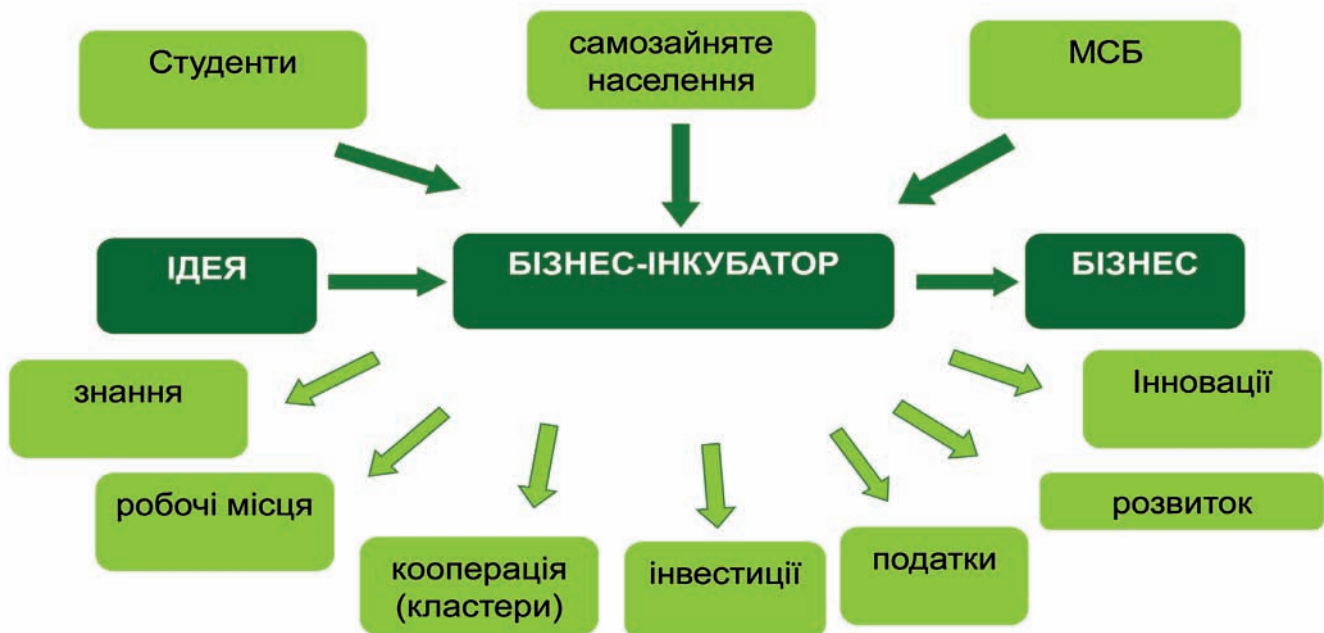 Студенти
самозайняте
населення
МСБ
ІДЕЯ
БІЗНЕС-ІНКУБАТОР
БІЗНЕС
знання
Інновації
робочі місця
розвиток
кооперація
(кластери)
інвестиції
податки